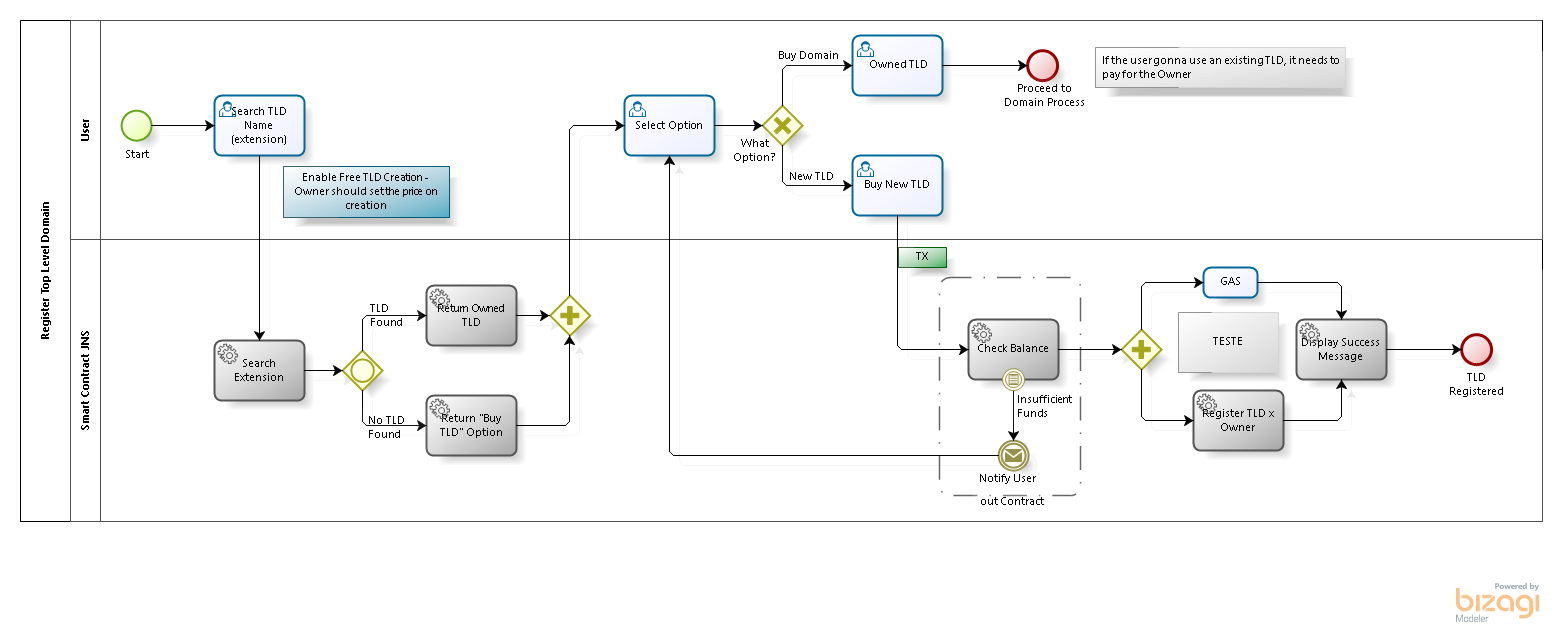 Register Top Level Domain
User
Start
Search TLD
Name
(extension)
Enable Free TLD Creation -
Owner should set the price on
creation
Select Option
What
Option?
Buy Domain
Owned TLD
Proceed to
Domain Process
If the user gonna use an existing TLD, it needs to
pay for the Owner
New TLD
Buy New TLD
Smart Contract JNS
Search
Extension
TLD
Found
Return Owned
TLD
No TLD
Found
Return "Buy
TLD" Option
TX
Check Balance
Insufficient
Funds
Notify User
out Contract
GAS
TESTE
Register TLD x
Owner
Display Success
Message
TLD
Registered
Powered by
bizagi
Modeler